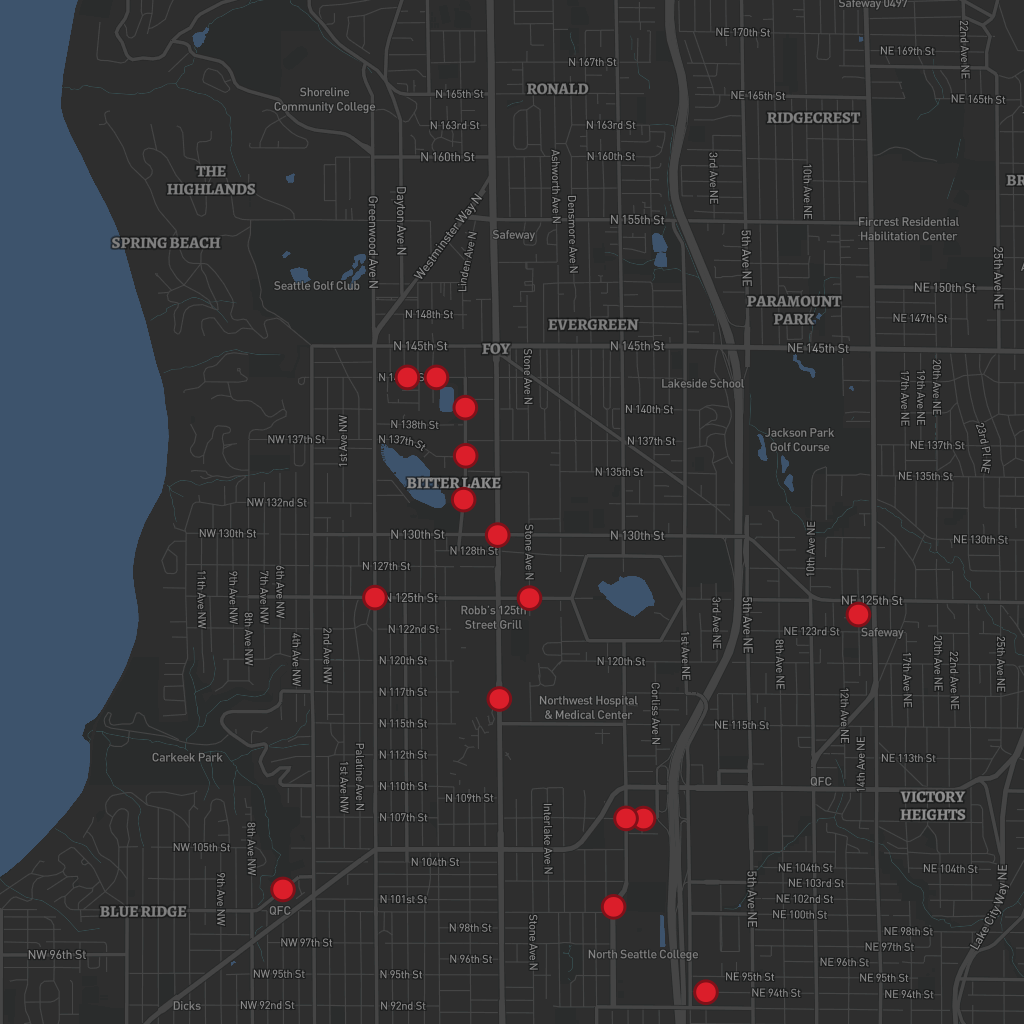 Safeway 0497
NE 170th St
22nd Ave NE
NE 169th St
N 167th St
RONALD
Shoreline
Community College
N 165th St
NE 165th St
NE 165th St
RIDGECREST
N 163rd St
N 163rd St
N 160th St
N 160th St
Ashworth Ave N
3rd Ave NE
10th Ave NE
THE
HIGHLANDS
BR
Greenwood Ave N
Dayton Ave N
Westminster Way N
Densmore Ave N
N 155th St
Fircrest Residential
Habilitation Center
SPRING BEACH
Safeway
Linden Ave N
5th Ave NE
25th Ave NE
Seattle Golf Club
NE 150th St
PARAMOUNT
PARK
N 148th St
EVERGREEN
NE 147th St
N 145th St
FOY
N 145th St
NE 145th St
Stone Ave N
Lakeside School
17th Ave NE
19th Ave NE
20th Ave NE
N 140th St
1st Ave NW
N 138th St
NW 137th St
N 137th St
N 137th St
Jackson Park
Golf Course
NE 137th St
23rd Pl NE
N 135th St
NE 135th St
BITTER LAKE
NW 132nd St
NW 130th St
N 130th St
N 130th St
NE 130th St
10th Ave NE
N 128th St
Stone Ave N
N 127th St
11th Ave NW
9th Ave NW
7th Ave NW
6th Ave NW
8th Ave NW
N 125th St
NE 125th St
Robb's 125th
Street Grill
3rd Ave NE
5th Ave NE
N 122nd St
NE 123rd St
Safeway
4th Ave NW
2nd Ave NW
1st Ave NE
8th Ave NE
17th Ave NE
20th Ave NE
22nd Ave NE
25th Ave NE
N 120th St
N 120th St
N 117th St
Northwest Hospital
& Medical Center
Corliss Ave N
12th Ave NE
N 115th St
NE 115th St
14th Ave NE
Carkeek Park
N 112th St
NE 113th St
1st Ave NW
Palatine Ave N
N 110th St
QFC
N 109th St
VICTORY
HEIGHTS
Interlake Ave N
N 107th St
8th Ave NW
NW 105th St
N 104th St
NE 104th St
NE 104th St
NE 103rd St
9th Ave NW
5th Ave NE
N 101st St
NE 102nd St
NE 100th St
BLUE RIDGE
QFC
Lake City Way NE
N 98th St
NE 98th St
Stone Ave N
NW 97th St
NE 97th St
NW 96th St
N 96th St
North Seattle College
NE 96th St
NW 95th St
N 95th St
NE 95th St
NE 95th St
NE 94th St
NE 94th St
Dicks
NW 92nd St
N 92nd St